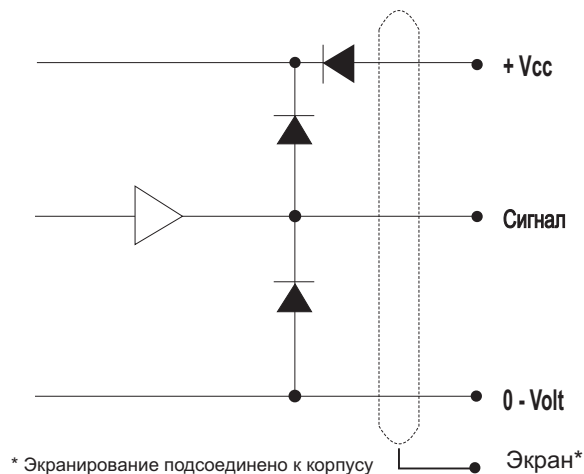 + Vcc
Сигнал
0 - Volt
Экран*
* Экранирование подсоединено к корпусу